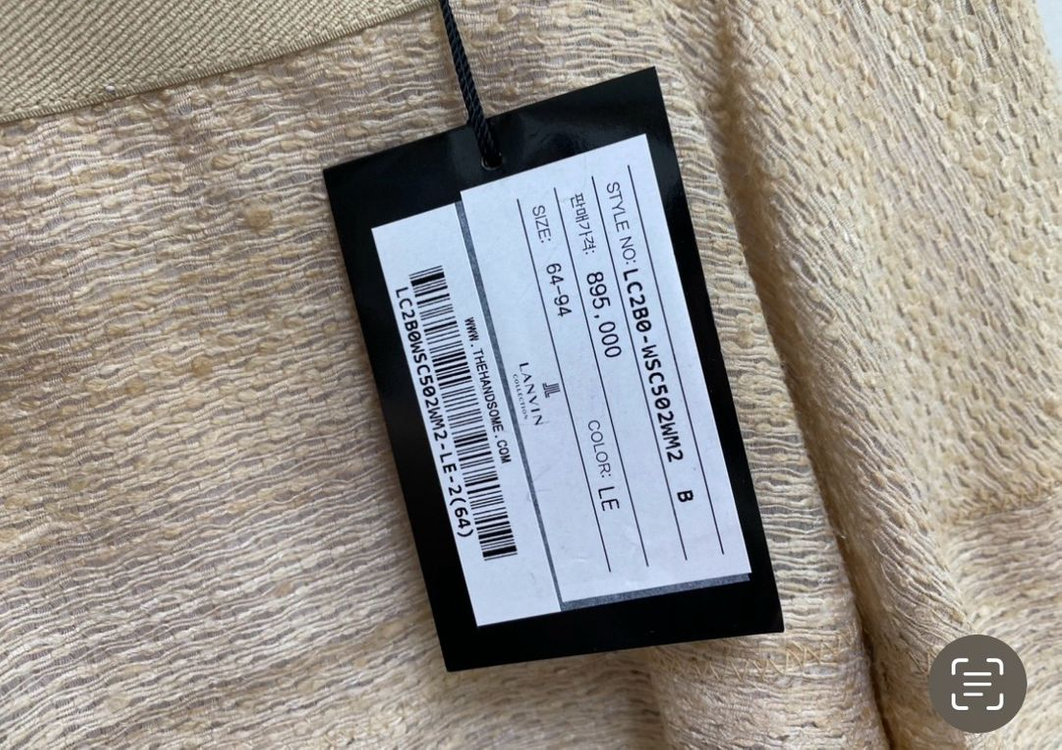 STYLE NO: LC2B0-WSC502WM2 B
판매가격: 895,000
COLOR: LE
SIZE: 64-94
LANVIN
COLLECTION
WWW.THEHANDSOME.COM
LC2B0WSC502WM2-LE-2(64)